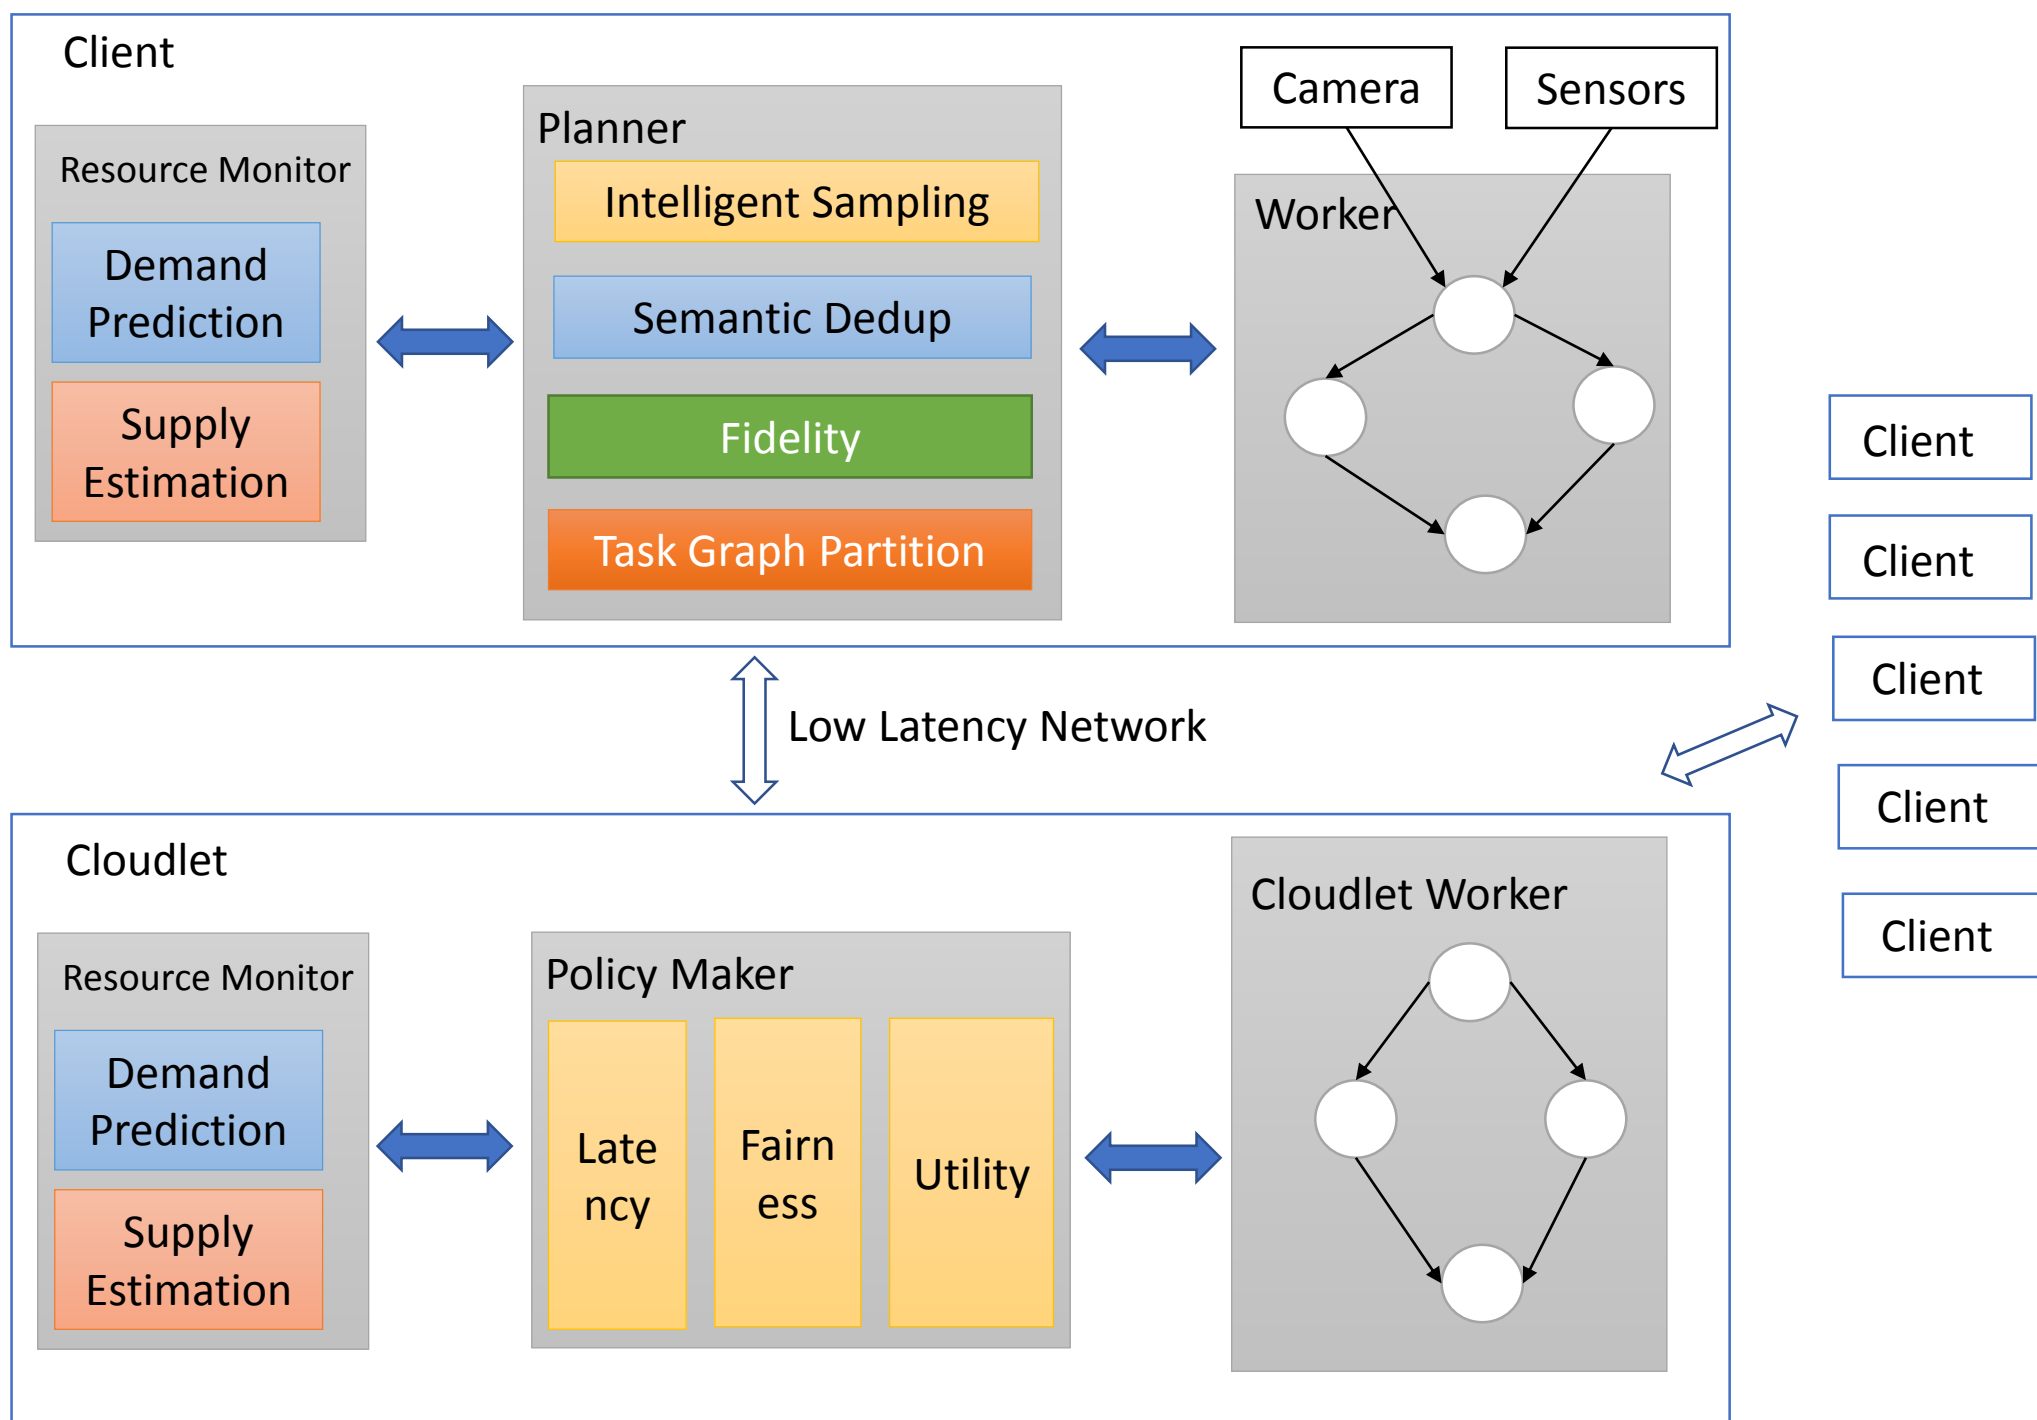 Client
Resource Monitor
Demand
Prediction
Supply
Estimation
Planner
Intelligent Sampling
Semantic Dedup
Fidelity
Task Graph Partition
Camera
Sensors
Worker
Low Latency Network
Client
Client
Client
Client
Client
Cloudlet
Resource Monitor
Demand
Prediction
Supply
Estimation
Policy Maker
Late
ncy
Fairn
ess
Utility
Cloudlet Worker